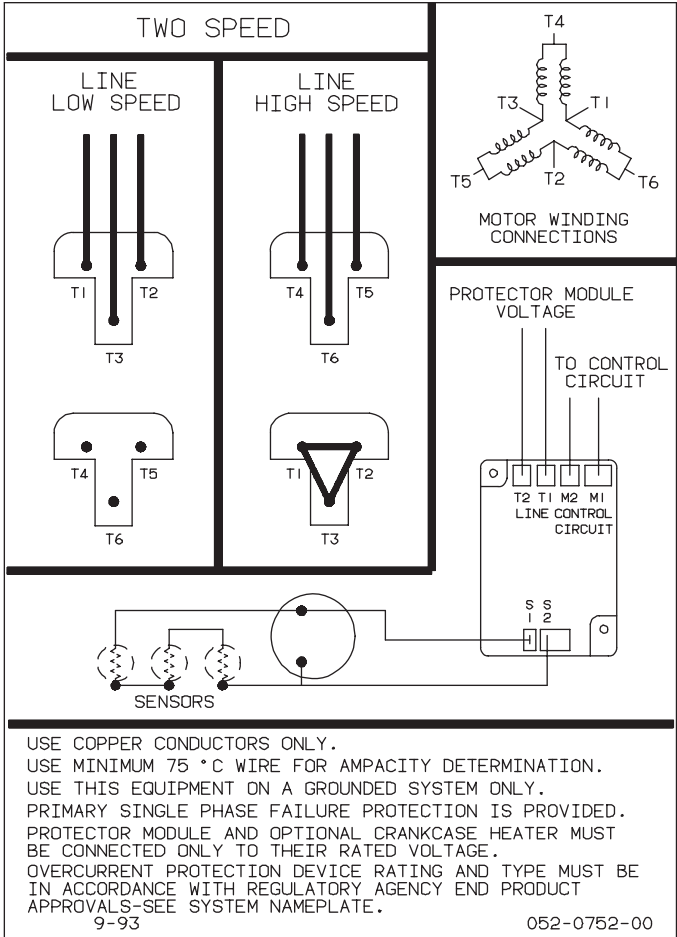 TWO SPEED
LINE
LOW SPEED
T1
T2
T3
T4
T5
T6
LINE
HIGH SPEED
T4
T5
T6
T1
T2
T3
T4
T3
T1
T5
T2
T6
MOTOR WINDING
CONNECTIONS
PROTECTOR MODULE
VOLTAGE
TO CONTROL
CIRCUIT
T2 T1 M2 M1
LINE CONTROL
CIRCUIT
S1 S2
SENSORS
USE COPPER CONDUCTORS ONLY.
USE MINIMUM 75 °C WIRE FOR AMPACITY DETERMINATION.
USE THIS EQUIPMENT ON A GROUNDED SYSTEM ONLY.
PRIMARY SINGLE PHASE FAILURE PROTECTION IS PROVIDED.
PROTECTOR MODULE AND OPTIONAL CRANKCASE HEATER MUST
BE CONNECTED ONLY TO THEIR RATED VOLTAGE.
OVERCURRENT PROTECTION DEVICE RATING AND TYPE MUST BE
IN ACCORDANCE WITH REGULATORY AGENCY END PRODUCT
APPROVALS-SEE SYSTEM NAMEPLATE.
9-93 052-0752-00